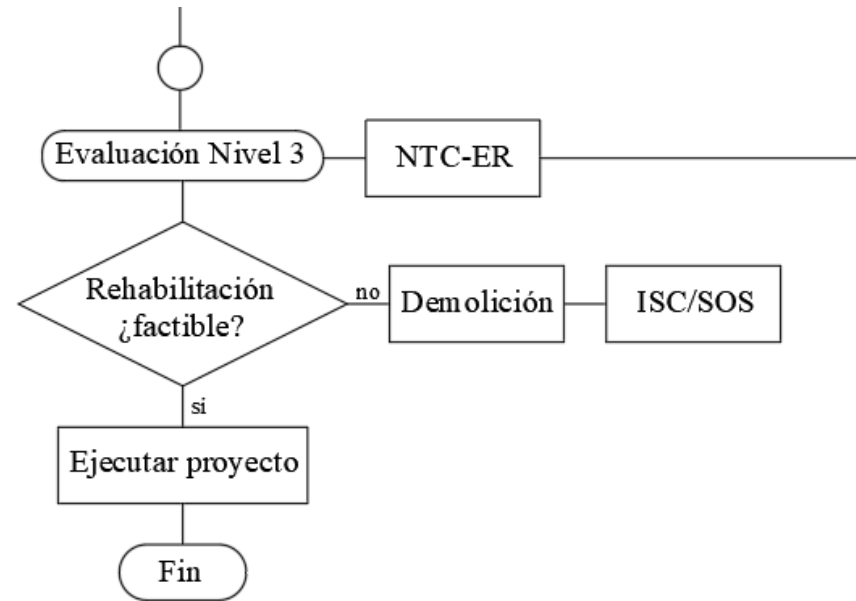 Evaluación Nivel 3
NTC-ER
Rehabilitación
¿factible?
no
Demolición
ISC/SOS
si
Ejecutar proyecto
Fin